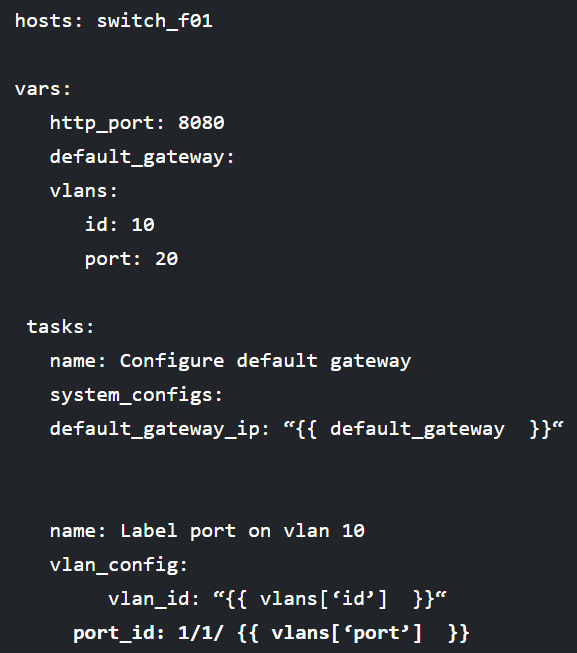 hosts: switch_f01
vars:
http_port: 8080
default_gateway:
vlans:
id: 10
port: 20
tasks:
name: Configure default gateway
system_configs:
default_gateway_ip: “{{ default_gateway  }}“
name: Label port on vlan 10
vlan_config:
vlan_id: “{{ vlans[‘id’]  }}“
port_id: 1/1/ {{ vlans[‘port’]  }}